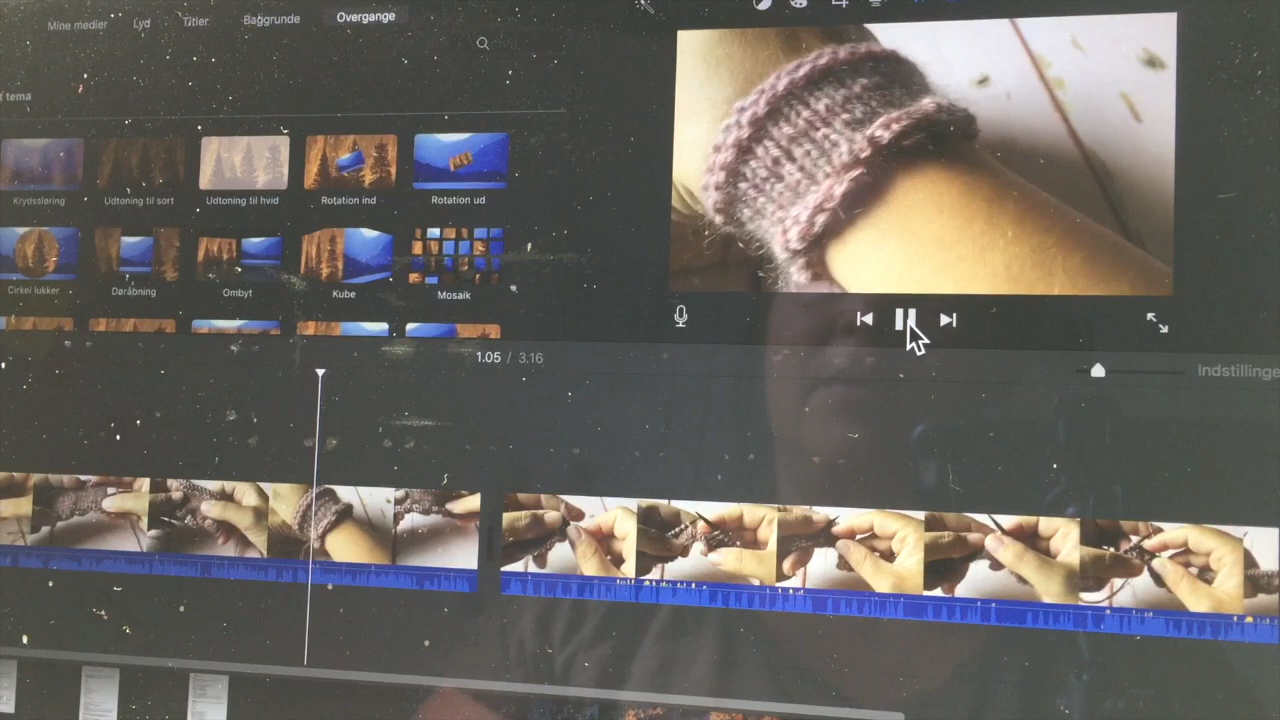 Mine medier Lyd Titler Baggrunde Overgange
tema
Krydssløring Udtoning til sort Udtoning til hvid Rotation ind Rotation ud
Cirkel lukker Døråbning Ombyt Kube Mosaik
1.05 / 3.16
Indstillinge